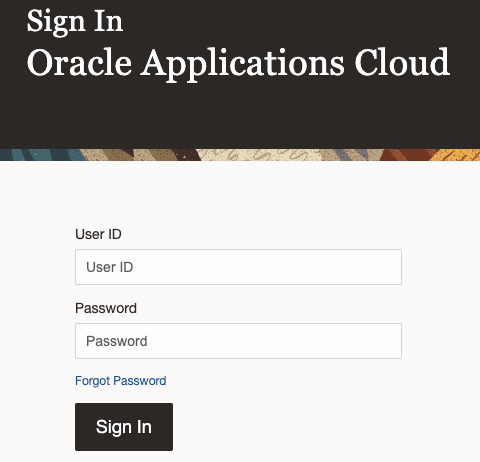 Sign In
Oracle Applications Cloud
User ID
User ID
Password
Password
Forgot Password
Sign In